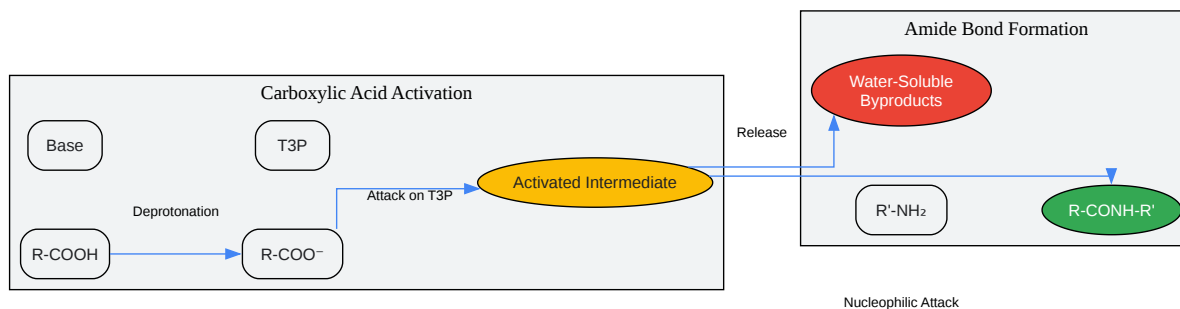 Amide Bond Formation
Water-Soluble
Byproducts
Carboxylic Acid Activation
Base
T3P
Release
Activated Intermediate
Attack on T3P
Deprotonation
R'-NH₂
R-CONH-R'
R-COOH
R-COO⁻
Nucleophilic Attack